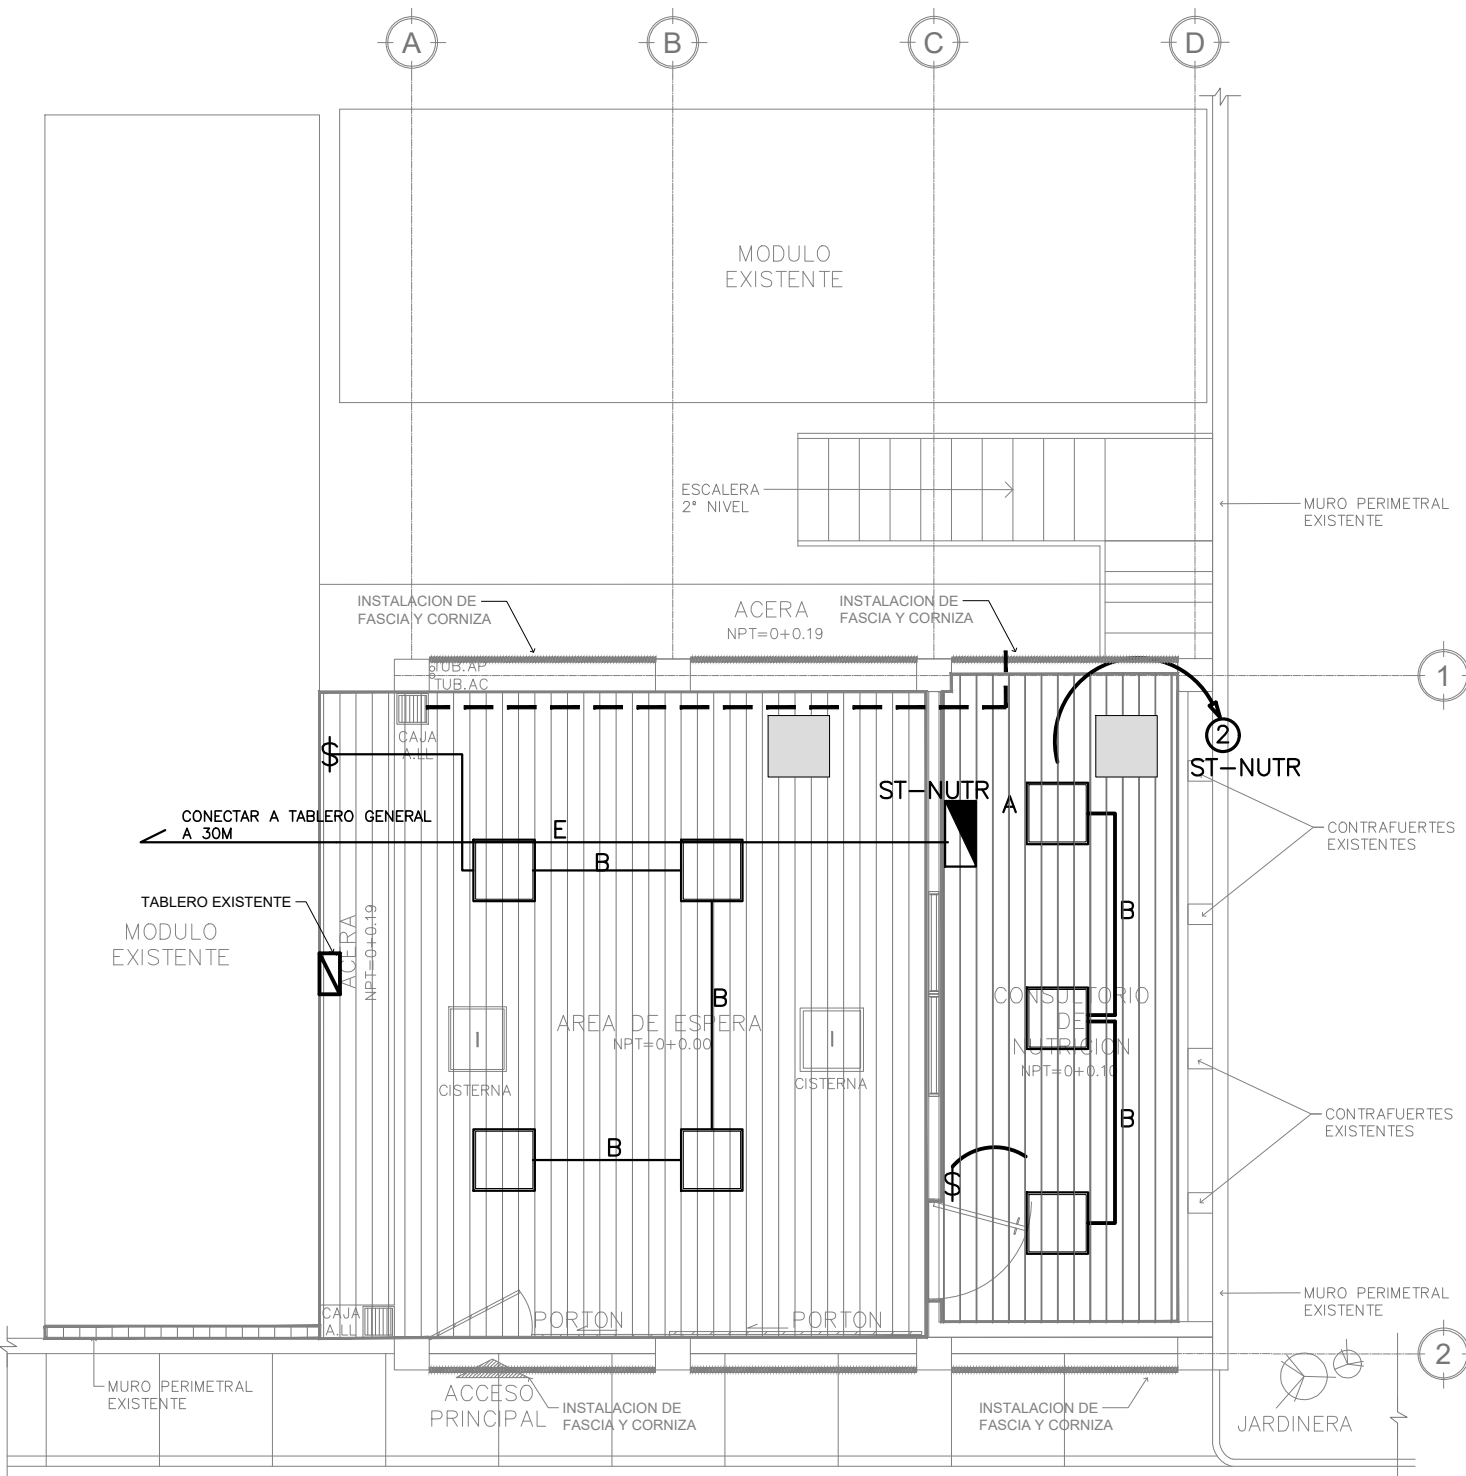 A
B
C
D
MODULO
EXISTENTE
ESCALERA
2° NIVEL
MURO PERIMETRAL
EXISTENTE
INSTALACION DE
FASCIA Y CORNIZA
ACERA
NPT=0+0.19
INSTALACION DE
FASCIA Y CORNIZA
TUB.AP
TUB.AC
1
CAJA
A.LL
$
2
ST-NUTR
ST-NUTR
A
CONECTAR A TABLERO GENERAL
A 30M
E
B
CONTRAFUERTES
EXISTENTES
TABLERO EXISTENTE
MODULO
EXISTENTE
ACERA
NPT=0+0.19
B
B
AREA DE ESPERA
NPT=0+0.00
CONSULTORIO
DE
NUTRICION
NPT=0+0.10
I
I
CISTERNA
CISTERNA
B
CONTRAFUERTES
EXISTENTES
B
$
CAJA
A.LL
PORTON
PORTON
MURO PERIMETRAL
EXISTENTE
2
MURO PERIMETRAL
EXISTENTE
ACCESO
PRINCIPAL
INSTALACION DE
FASCIA Y CORNIZA
INSTALACION DE
FASCIA Y CORNIZA
JARDINERA